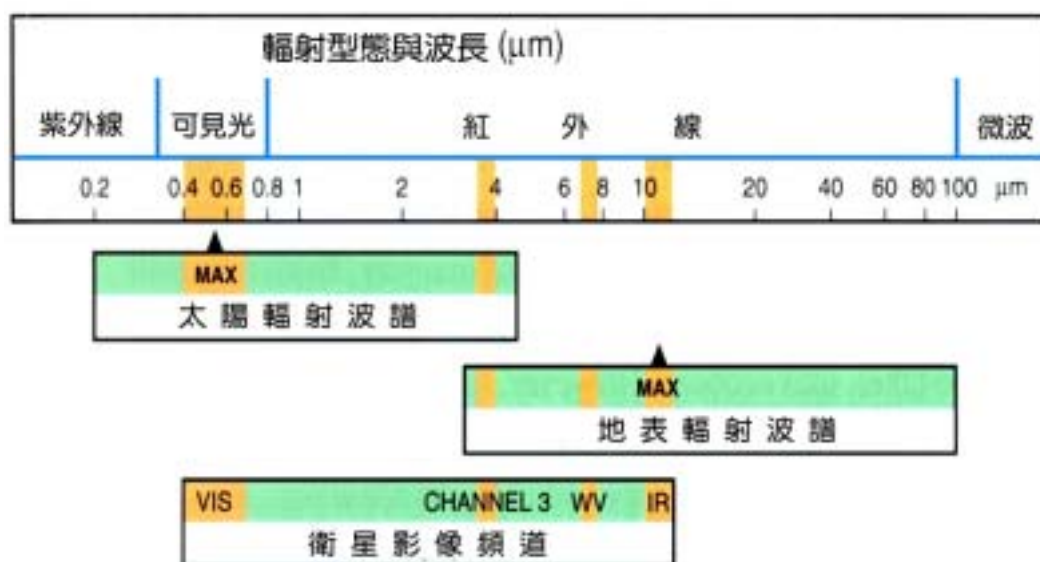 輻射型態與波長 (μm)
紫外線 可見光 紅外線 微波
0.2 0.4 0.6 0.8 1 2 4 6 8 10 20 40 60 80 100 μm
MAX
太陽輻射波譜
MAX
地表輻射波譜
VIS CHANNEL 3 WV IR
衛星影像頻道